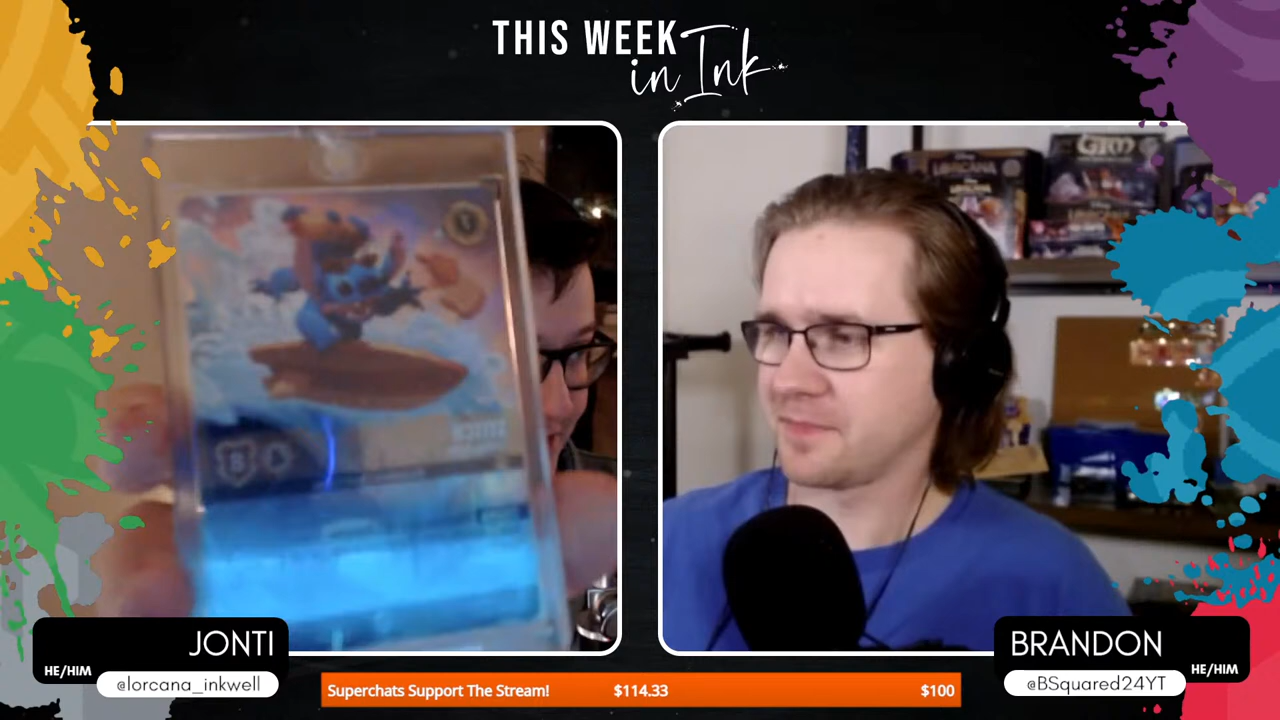 THIS WEEK
in Ink
LORCANA
JONTI
HE/HIM
@lorcana_inkwell
Superchats Support The Stream! $114.33 $100
BRANDON
HE/HIM
@BSquared24YT